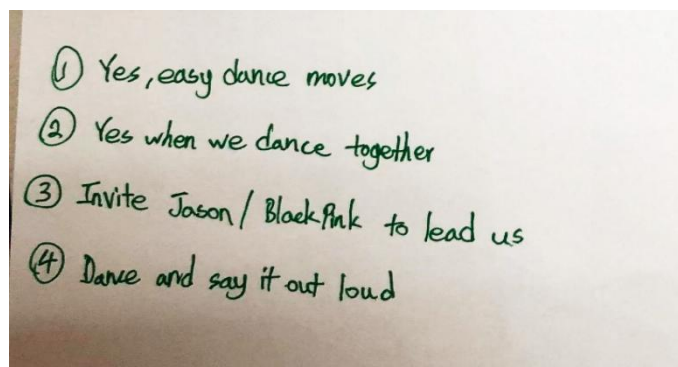 ① Yes, easy dance moves
② Yes when we dance together
③ Invite Jason / BlackPink to lead us
④ Dance and say it out loud